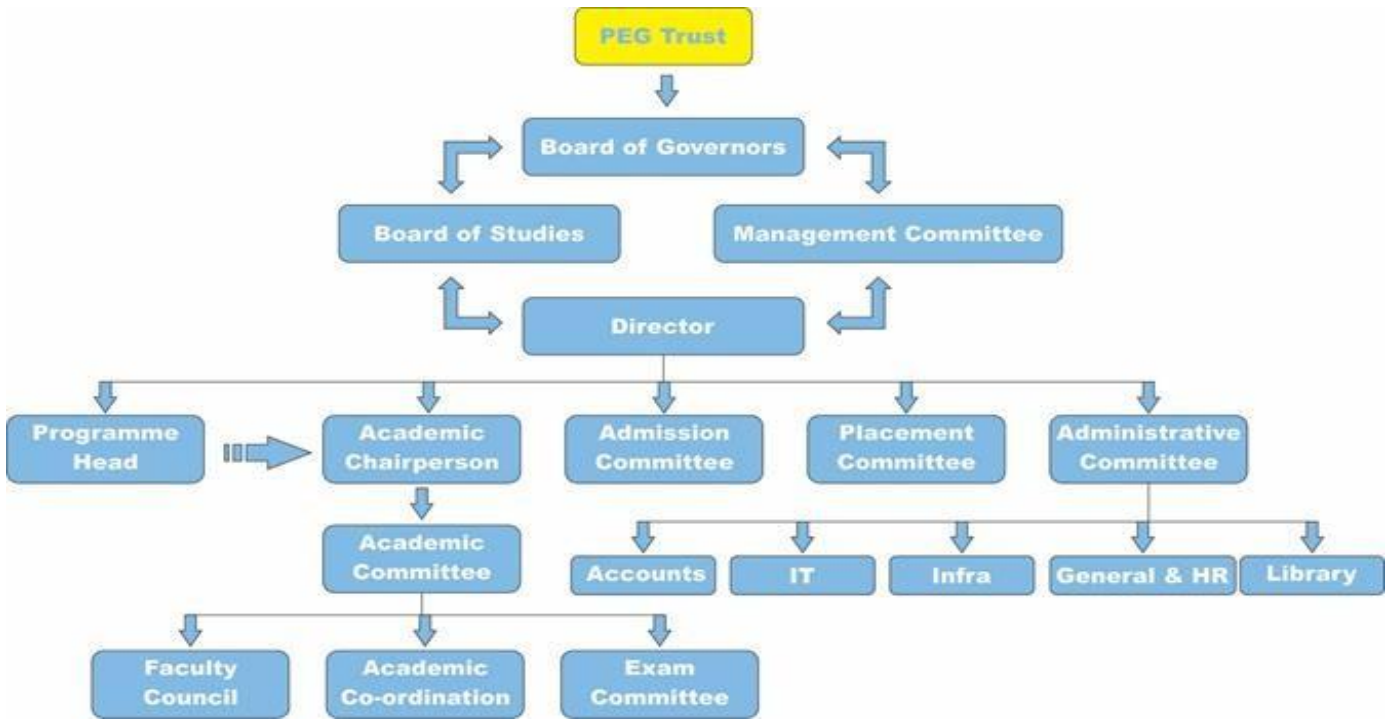 PEG Trust
Board of Governors
Board of Studies
Management Committee
Director
Programme
Head
Academic
Chairperson
Admission
Committee
Placement
Committee
Administrative
Committee
Academic
Committee
Accounts
IT
Infra
General & HR
Library
Faculty
Council
Academic
Co-ordination
Exam
Committee